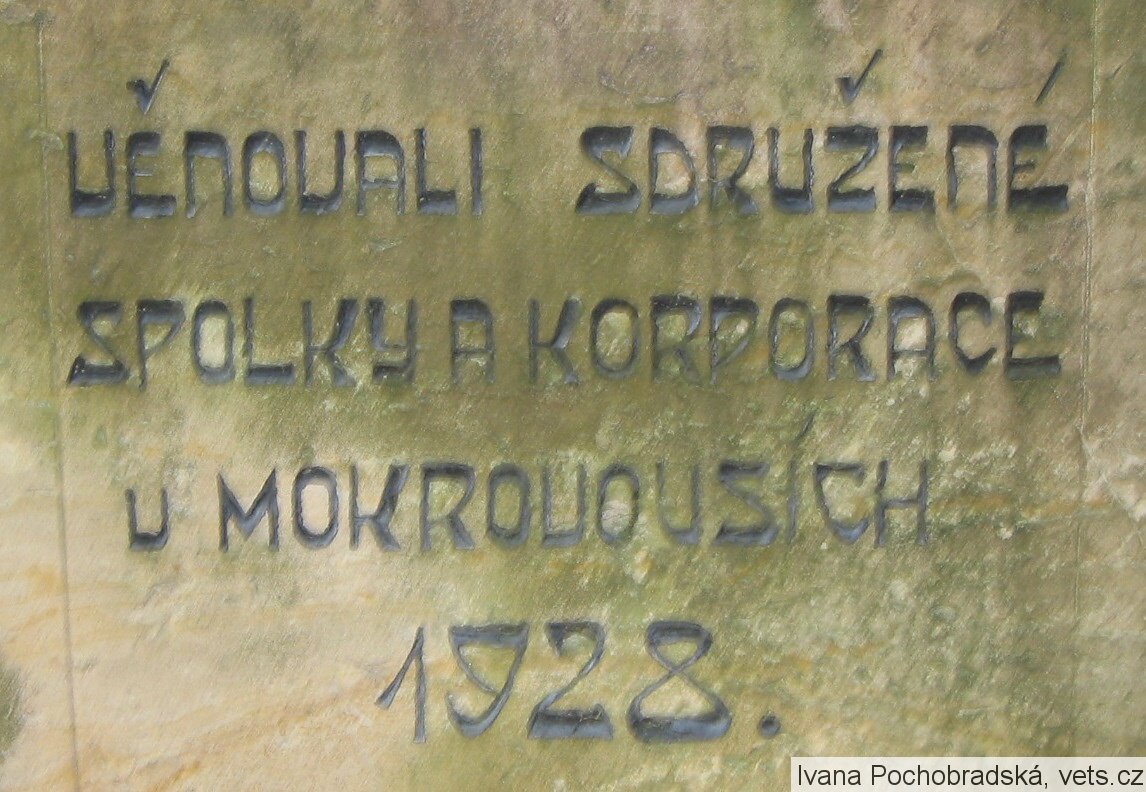 VĚNOVALI SDRUŽENÉ
SPOLKY A KORPORACE
V MOKROVOUSÍCH
1928.
Ivana Pochobradská, vets.cz